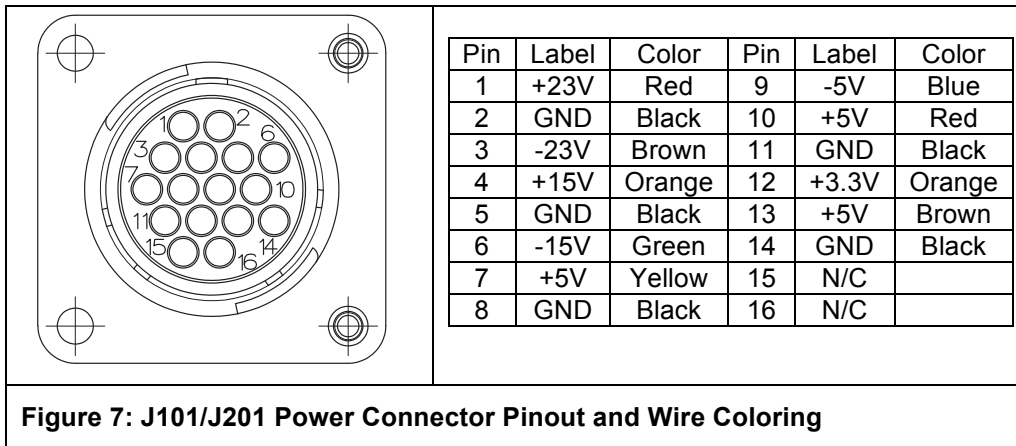 1 2 6
3
7 10
11
15 16 14
Pin Label Color Pin Label Color
1 +23V Red 9 -5V Blue
2 GND Black 10 +5V Red
3 -23V Brown 11 GND Black
4 +15V Orange 12 +3.3V Orange
5 GND Black 13 +5V Brown
6 -15V Green 14 GND Black
7 +5V Yellow 15 N/C
8 GND Black 16 N/C
Figure 7: J101/J201 Power Connector Pinout and Wire Coloring